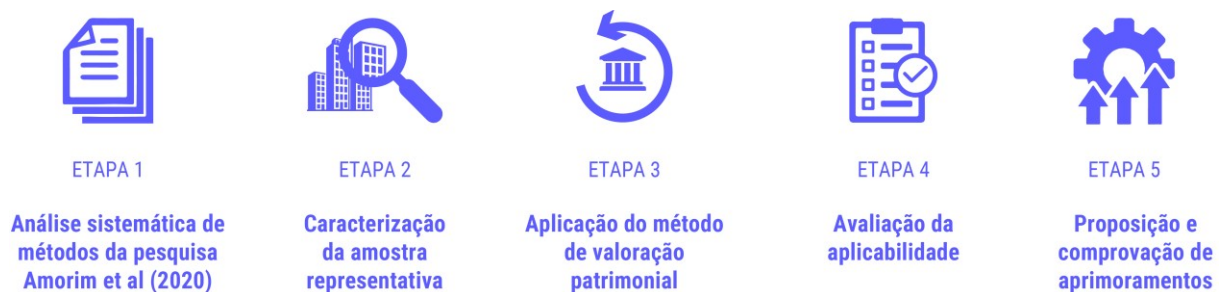 ETAPA 1
Análise sistemática de
métodos da pesquisa
Amorim et al (2020)
ETAPA 2
Caracterização
da amostra
representativa
ETAPA 3
Aplicação do método
de valoração
patrimonial
ETAPA 4
Avaliação da
aplicabilidade
ETAPA 5
Proposição e
comprovação de
aprimoramentos